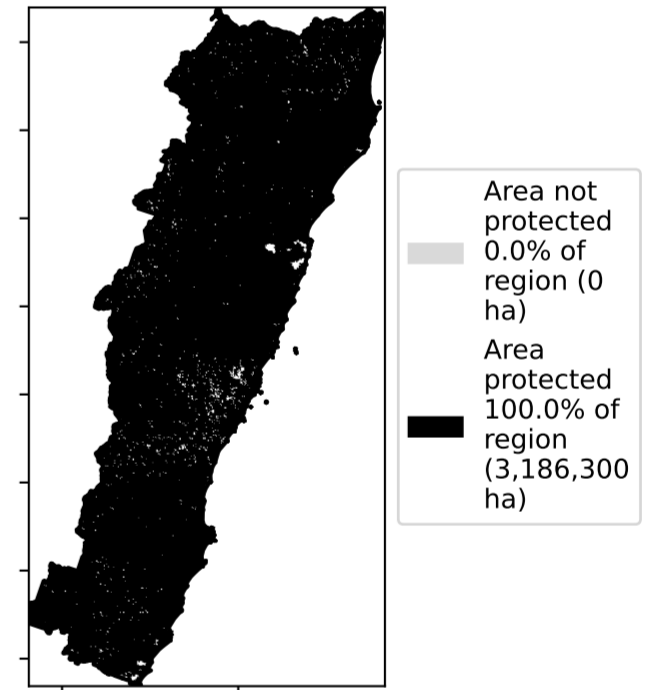 Area not
protected
0.0% of
region (0
ha)
Area
protected
100.0% of
region
(3,186,300
ha)